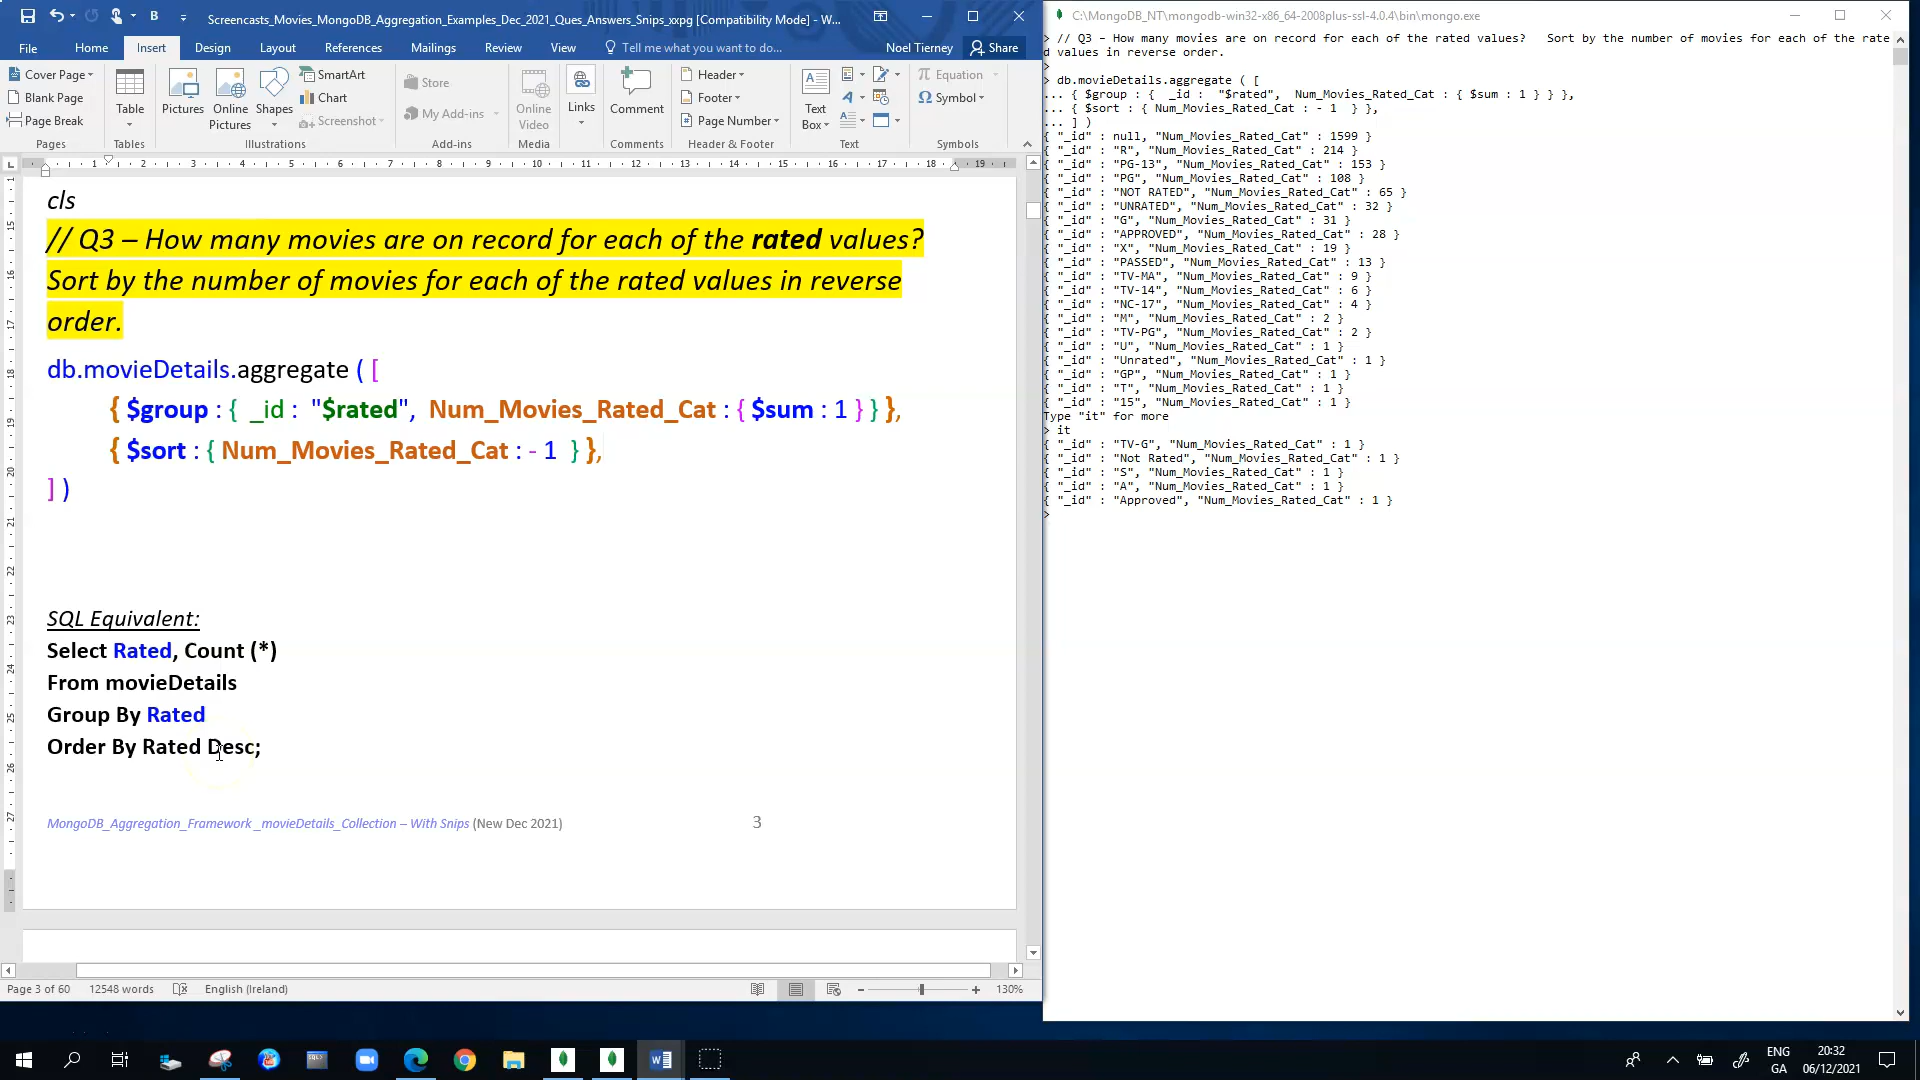 Screencasts_Movies_MongoDB_Aggregation_Examples_Dec_2021_Ques_Answers_Snips_xxpg [Compatibility Mode] - W...
File Home Insert Design Layout References Mailings Review View Tell me what you want to do... Noel Tierney Share
Cover Page
Blank Page
Page Break
Pages
Table
Tables
Pictures
Online Pictures
Shapes
SmartArt
Chart
Screenshot
Illustrations
Store
My Add-ins
Add-ins
Online Video
Media
Links
Comment
Comments
Header
Footer
Page Number
Header & Footer
Text Box
Text
Equation
Symbol
Symbols
cls
// Q3 – How many movies are on record for each of the rated values?
Sort by the number of movies for each of the rated values in reverse
order.
db.movieDetails.aggregate ( [
{ $group : { _id : "$rated", Num_Movies_Rated_Cat : { $sum : 1 } } },
{ $sort : { Num_Movies_Rated_Cat : - 1 } },
] )
SQL Equivalent:
Select Rated, Count (*)
From movieDetails
Group By Rated
Order By Rated Desc;
MongoDB_Aggregation_Framework _movieDetails_Collection – With Snips (New Dec 2021) 3
Page 3 of 60 12548 words English (Ireland) 130%
C:\MongoDB_NT\mongodb-win32-x86_64-2008plus-ssl-4.0.4\bin\mongo.exe
> // Q3 - How many movies are on record for each of the rated values? Sort by the number of movies for each of the rate
d values in reverse order.
>
> db.movieDetails.aggregate ( [
... { $group : { _id : "$rated", Num_Movies_Rated_Cat : { $sum : 1 } } },
... { $sort : { Num_Movies_Rated_Cat : - 1 } },
... ] )
{ "_id" : null, "Num_Movies_Rated_Cat" : 1599 }
{ "_id" : "R", "Num_Movies_Rated_Cat" : 214 }
{ "_id" : "PG-13", "Num_Movies_Rated_Cat" : 153 }
{ "_id" : "PG", "Num_Movies_Rated_Cat" : 108 }
{ "_id" : "NOT RATED", "Num_Movies_Rated_Cat" : 65 }
{ "_id" : "UNRATED", "Num_Movies_Rated_Cat" : 32 }
{ "_id" : "G", "Num_Movies_Rated_Cat" : 31 }
{ "_id" : "APPROVED", "Num_Movies_Rated_Cat" : 28 }
{ "_id" : "X", "Num_Movies_Rated_Cat" : 19 }
{ "_id" : "PASSED", "Num_Movies_Rated_Cat" : 13 }
{ "_id" : "TV-MA", "Num_Movies_Rated_Cat" : 9 }
{ "_id" : "TV-14", "Num_Movies_Rated_Cat" : 6 }
{ "_id" : "NC-17", "Num_Movies_Rated_Cat" : 4 }
{ "_id" : "M", "Num_Movies_Rated_Cat" : 2 }
{ "_id" : "TV-PG", "Num_Movies_Rated_Cat" : 2 }
{ "_id" : "U", "Num_Movies_Rated_Cat" : 1 }
{ "_id" : "Unrated", "Num_Movies_Rated_Cat" : 1 }
{ "_id" : "GP", "Num_Movies_Rated_Cat" : 1 }
{ "_id" : "T", "Num_Movies_Rated_Cat" : 1 }
{ "_id" : "15", "Num_Movies_Rated_Cat" : 1 }
Type "it" for more
> it
{ "_id" : "TV-G", "Num_Movies_Rated_Cat" : 1 }
{ "_id" : "Not Rated", "Num_Movies_Rated_Cat" : 1 }
{ "_id" : "S", "Num_Movies_Rated_Cat" : 1 }
{ "_id" : "A", "Num_Movies_Rated_Cat" : 1 }
{ "_id" : "Approved", "Num_Movies_Rated_Cat" : 1 }
>
ENG
GA
20:32
06/12/2021